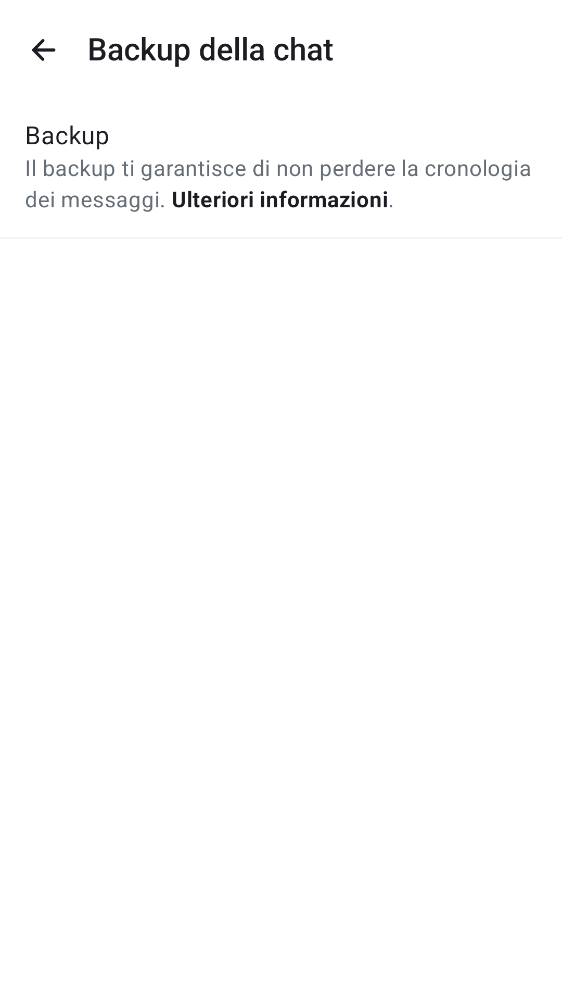 Backup della chat
Backup
Il backup ti garantisce di non perdere la cronologia
dei messaggi. Ulteriori informazioni.